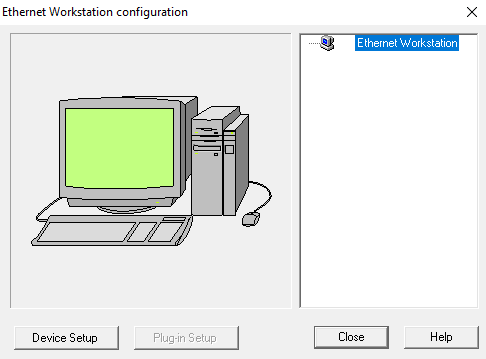 Ethernet Workstation configuration
Ethernet Workstation
Device Setup
Plug-in Setup
Close
Help